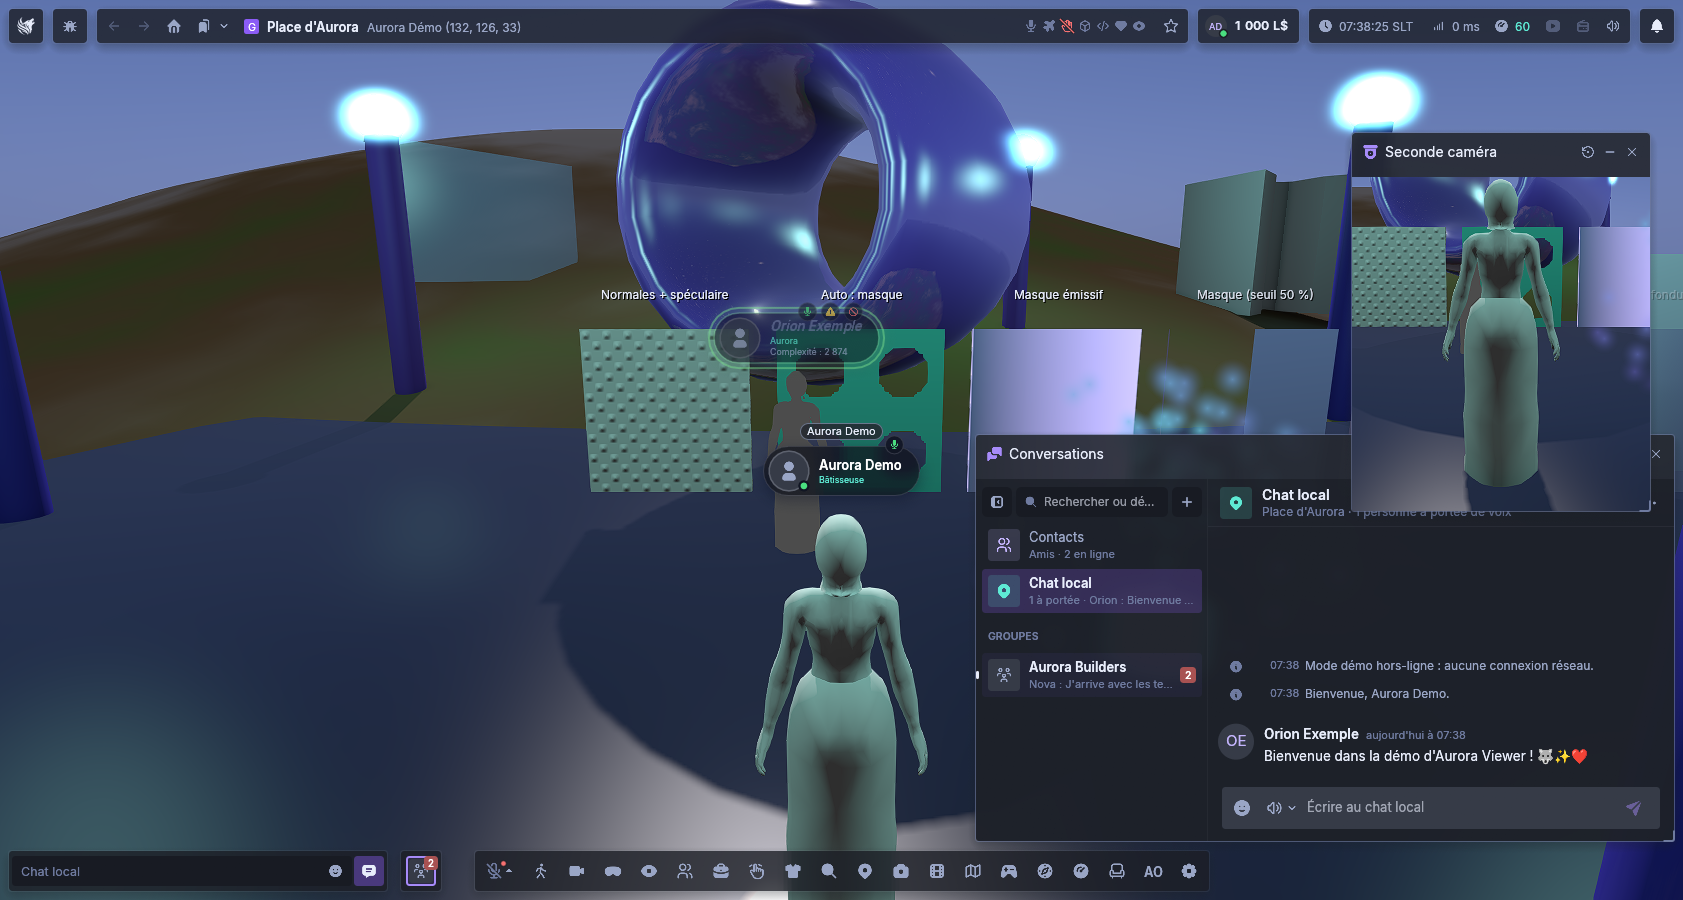 G Place d'Aurora Aurora Démo (132, 126, 33)
AD 1 000 L$
07:38:25 SLT 0 ms 60
Seconde caméra
Normales + spéculaire
Auto : masque
Masque émissif
Masque (seuil 50 %)
fondu
Orion Exemple
Aurora
Complexité : 2 874
Aurora Demo
Aurora Demo
Bâtisseuse
Conversations
Rechercher ou dé...
Contacts
Amis · 2 en ligne
Chat local
1 à portée · Orion : Bienvenue ...
GROUPES
Aurora Builders
Nova : J'arrive avec les te...
2
Chat local
Place d'Aurora · 1 personne à portée de voix
07:38 Mode démo hors-ligne : aucune connexion réseau.
07:38 Bienvenue, Aurora Demo.
OE
Orion Exemple aujourd'hui à 07:38
Bienvenue dans la démo d'Aurora Viewer ! 🐺✨❤️
Écrire au chat local
Chat local
2
AO